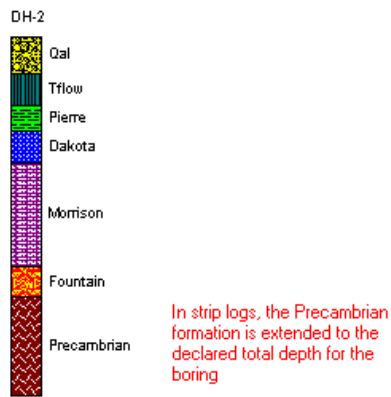 DH-2
Qal
Tflow
Pierre
Dakota
Morrison
Fountain
Precambrian
In strip logs, the Precambrian
formation is extended to the
declared total depth for the
boring